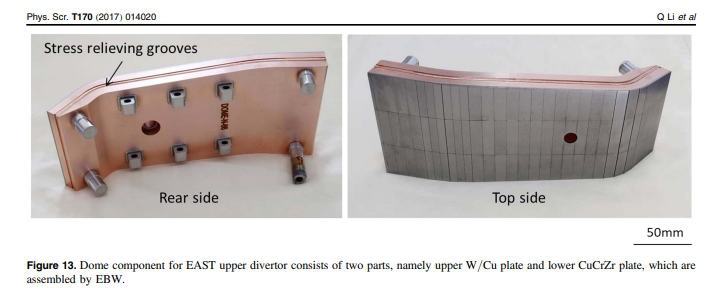 Phys. Scr. T170 (2017) 014020
Q Li et al
Stress relieving grooves
Rear side
Top side
50mm
Figure 13. Dome component for EAST upper divertor consists of two parts, namely upper W/Cu plate and lower CuCrZr plate, which are
assembled by EBW.